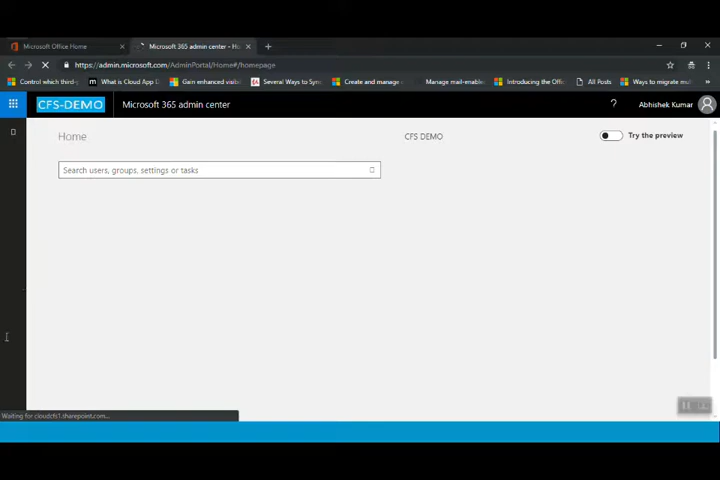 Microsoft Office Home
Microsoft 365 admin center - Ho
https://admin.microsoft.com/AdminPortal/Home#/homepage
Control which third-p
What is Cloud App D
Gain enhanced visibi
Several Ways to Sync
Create and manage
Manage mail-enabled
Introducing the Offic
All Posts
Ways to migrate mul
CFS-DEMO
Microsoft 365 admin center
?
Abhishek Kumar
Home
CFS DEMO
Try the preview
Search users, groups, settings or tasks
Waiting for cloudcfs1.sharepoint.com...